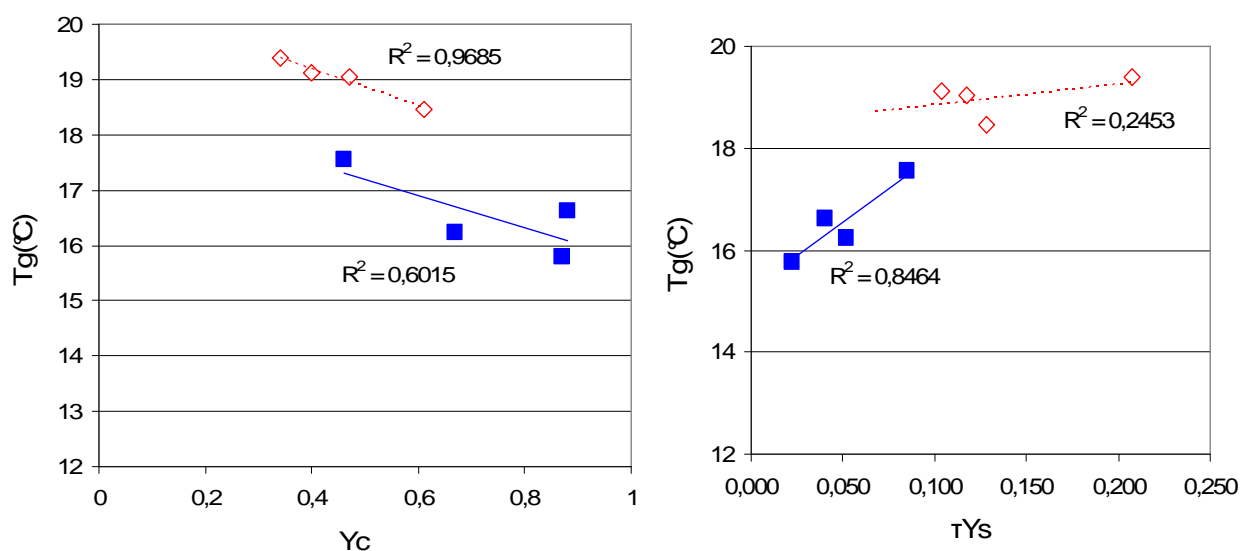 20
19
18
17
16
15
14
13
12
Tg(°C)
R² = 0,9685
R² = 0,6015
0 0,2 0,4 0,6 0,8 1
Yc
20
18
16
14
12
Tg(°C)
R² = 0,2453
R² = 0,8464
0,000 0,050 0,100 0,150 0,200 0,250
τYs